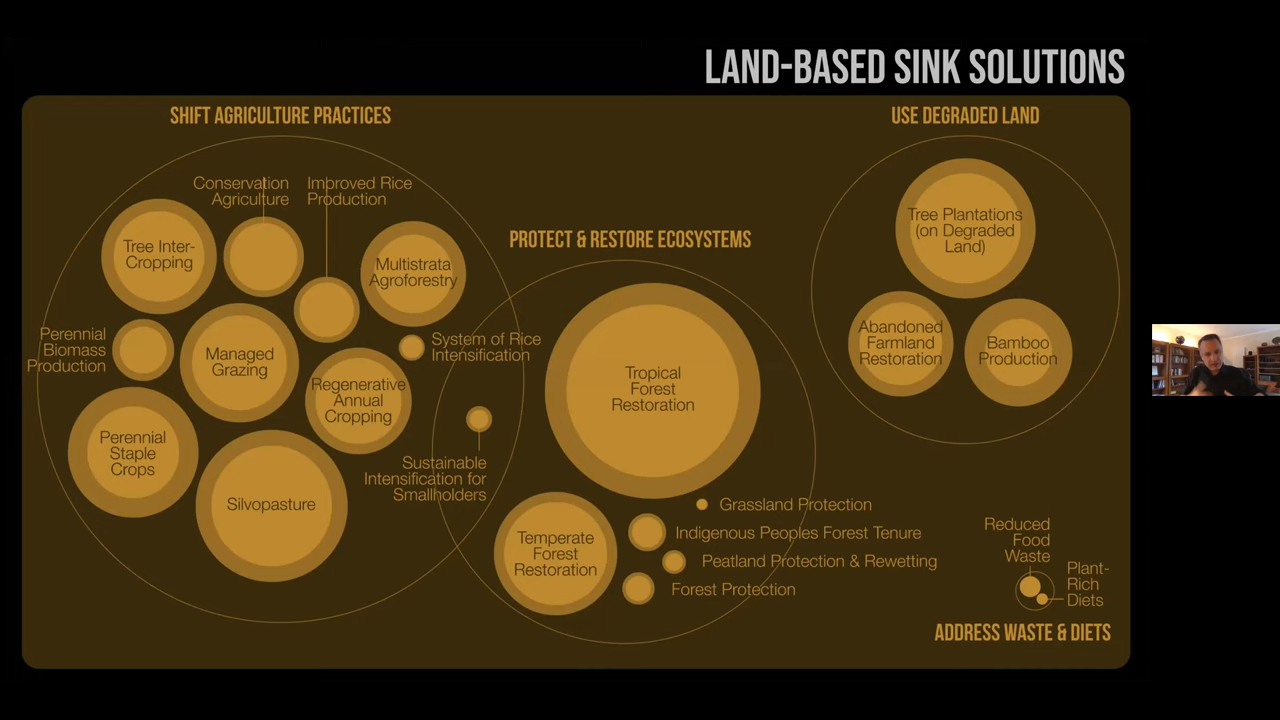 LAND-BASED SINK SOLUTIONS
SHIFT AGRICULTURE PRACTICES
Conservation
Agriculture
Improved Rice
Production
Tree Inter-
Cropping
Multistrata
Agroforestry
Perennial
Biomass
Production
Managed
Grazing
System of Rice
Intensification
Regenerative
Annual
Cropping
Perennial
Staple
Crops
Silvopasture
Sustainable
Intensification for
Smallholders
PROTECT & RESTORE ECOSYSTEMS
Tropical
Forest
Restoration
Temperate
Forest
Restoration
Grassland Protection
Indigenous Peoples Forest Tenure
Peatland Protection & Rewetting
Forest Protection
USE DEGRADED LAND
Tree Plantations
(on Degraded
Land)
Abandoned
Farmland
Restoration
Bamboo
Production
Reduced
Food
Waste
Plant-
Rich
Diets
ADDRESS WASTE & DIETS